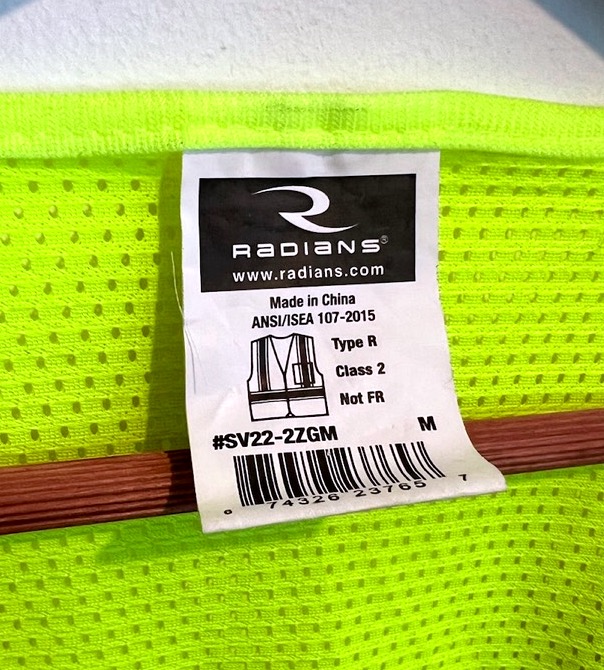 RADIANS®
www.radians.com
Made in China
ANSI/ISEA 107-2015
Type R
Class 2
Not FR
#SV22-2ZGM M
0 74326 23765 7